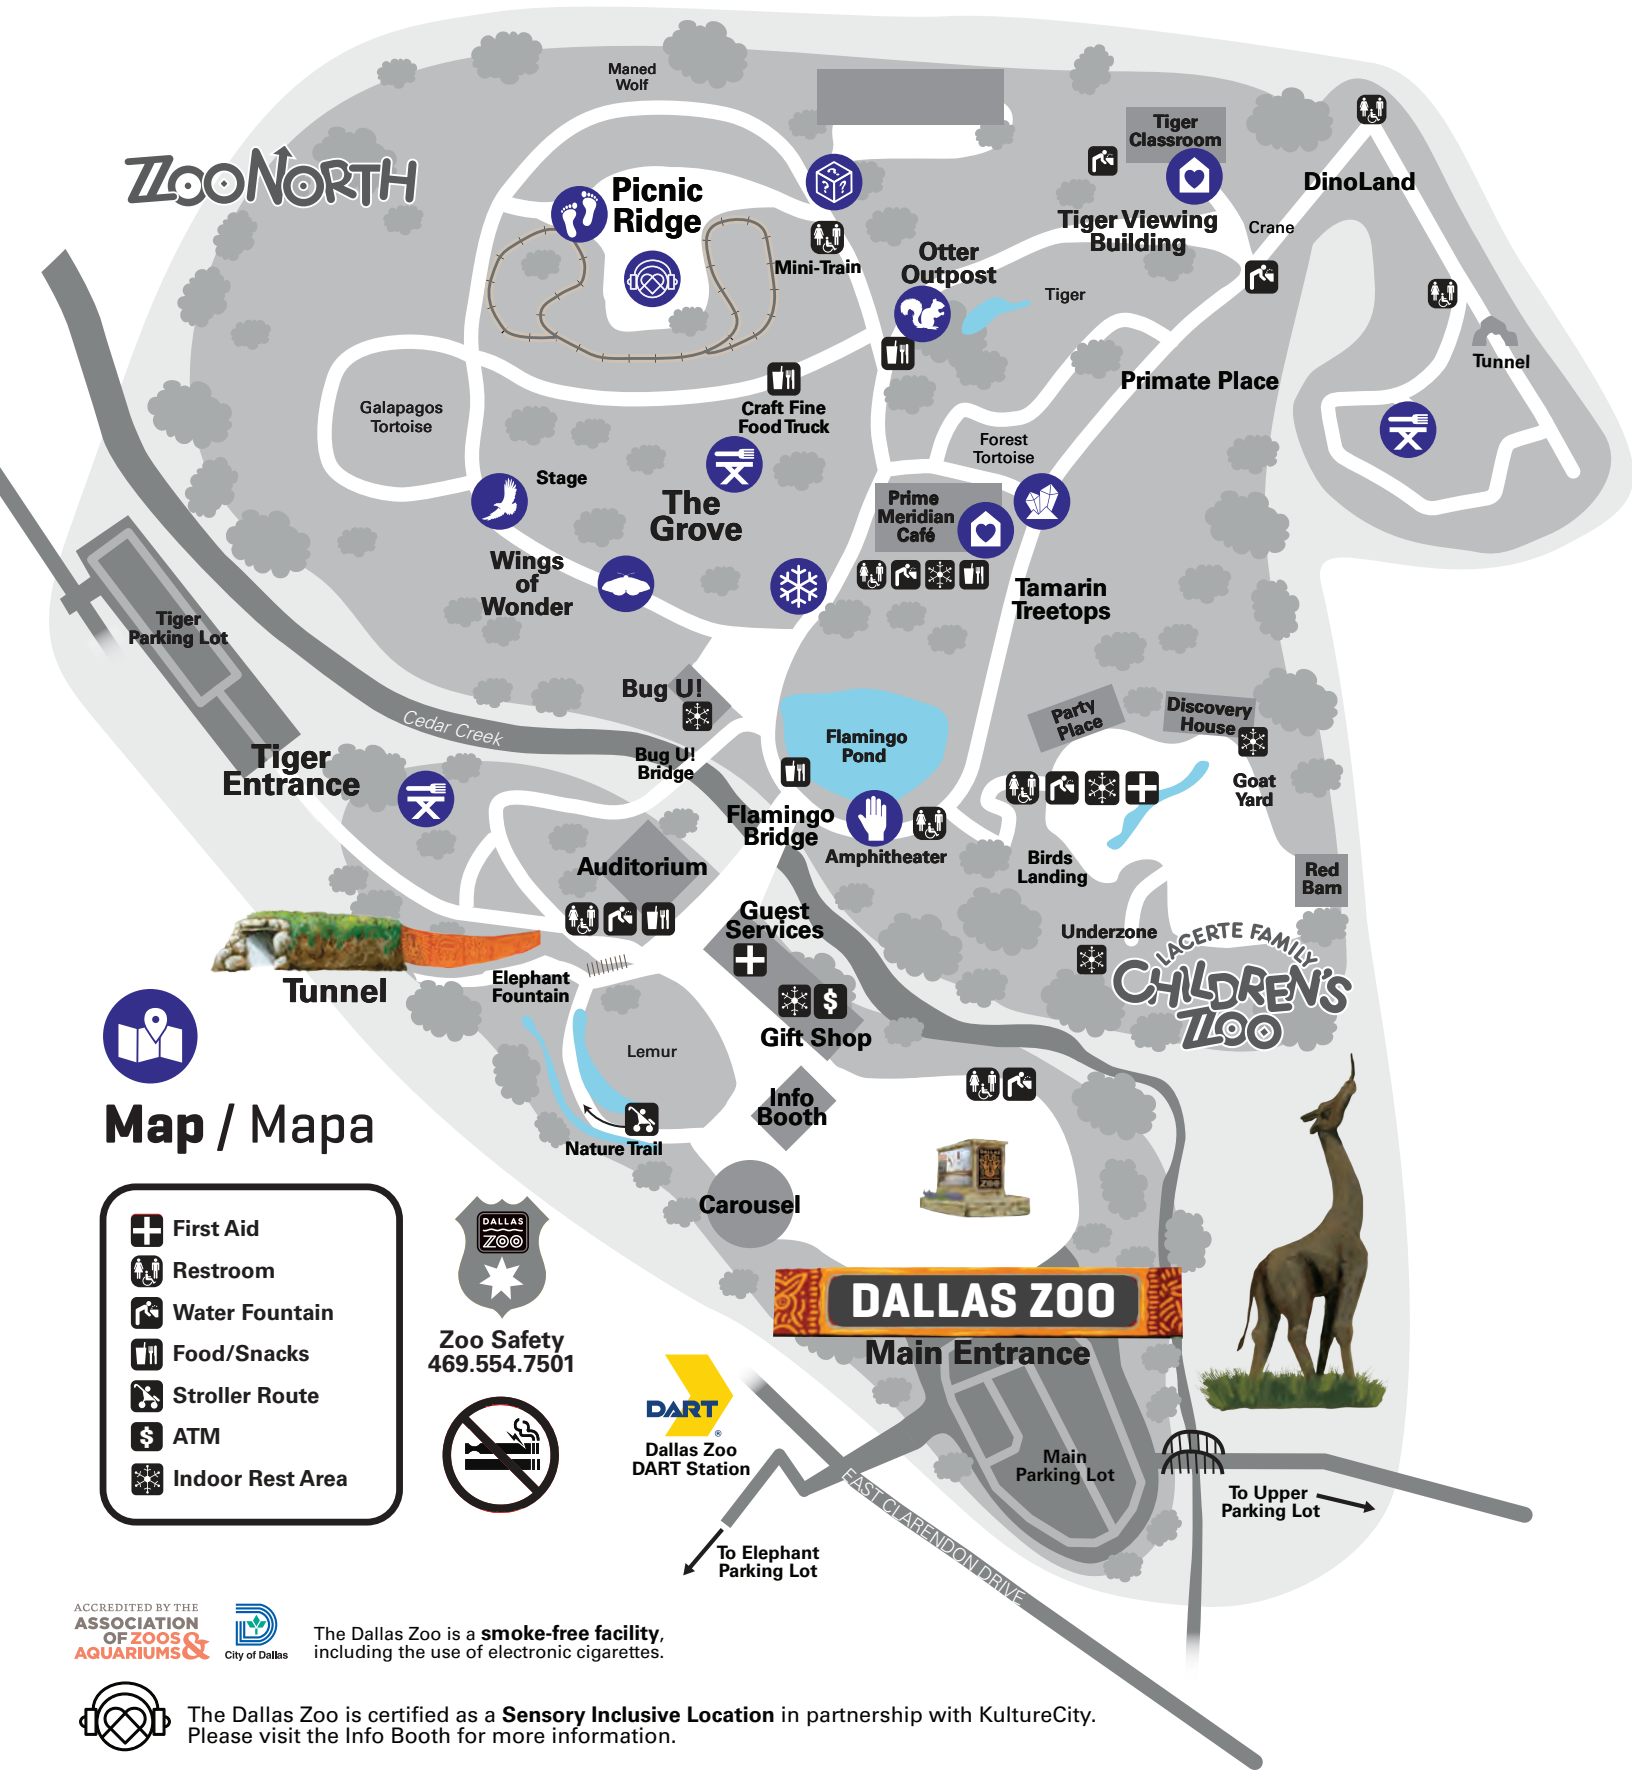 Maned
Wolf
ZOONORTH
Tiger
Classroom
DinoLand
Picnic
Ridge
? ? ?
Tiger Viewing
Building
Crane
Otter
Outpost
Mini-Train
Tiger
Tunnel
Primate Place
Craft Fine
Food Truck
Galapagos
Tortoise
Forest
Tortoise
Stage
The
Grove
Prime
Meridian
Café
Wings
of
Wonder
Tamarin
Treetops
Tiger
Parking Lot
Bug U!
Party
Place
Discovery
House
Cedar Creek
Flamingo
Pond
Bug U!
Bridge
Tiger
Entrance
Goat
Yard
Flamingo
Bridge
Amphitheater
Birds
Landing
Auditorium
Red
Barn
Guest
Services
Underzone
LACERTE FAMILY
CHILDREN'S
ZOO
Tunnel
Elephant
Fountain
$
Gift Shop
Lemur
Info
Booth
Map / Mapa
Nature Trail
Carousel
DALLAS
ZOO
First Aid
Restroom
Water Fountain
Food/Snacks
Stroller Route
$ ATM
Indoor Rest Area
DALLAS
ZOO
Zoo Safety
469.554.7501
DALLAS ZOO
Main Entrance
DART
®
Dallas Zoo
DART Station
Main
Parking Lot
To Upper
Parking Lot
EAST CLARENDON DRIVE
To Elephant
Parking Lot
ACCREDITED BY THE
ASSOCIATION
OF ZOOS
AQUARIUMS &
City of Dallas
The Dallas Zoo is a smoke-free facility,
including the use of electronic cigarettes.
The Dallas Zoo is certified as a Sensory Inclusive Location in partnership with KultureCity.
Please visit the Info Booth for more information.